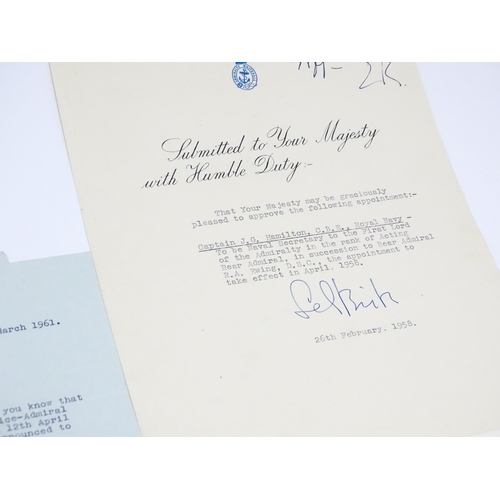 ER.
Submitted to Your Majesty
with Humble Duty:-
That Your Majesty may be graciously
pleased to approve the following appointment:-
Captain J.G. Hamilton, C.B.E., Royal Navy -
To be Naval Secretary to the First Lord
of the Admiralty in the rank of Acting
Rear Admiral, in succession to Rear Admiral
R.A. Ewing, D.S.C., the appointment to
take effect in April, 1958.
Selkirk
26th February, 1958.
March 1961.
you know that
ice-Admiral
12th April
announced to